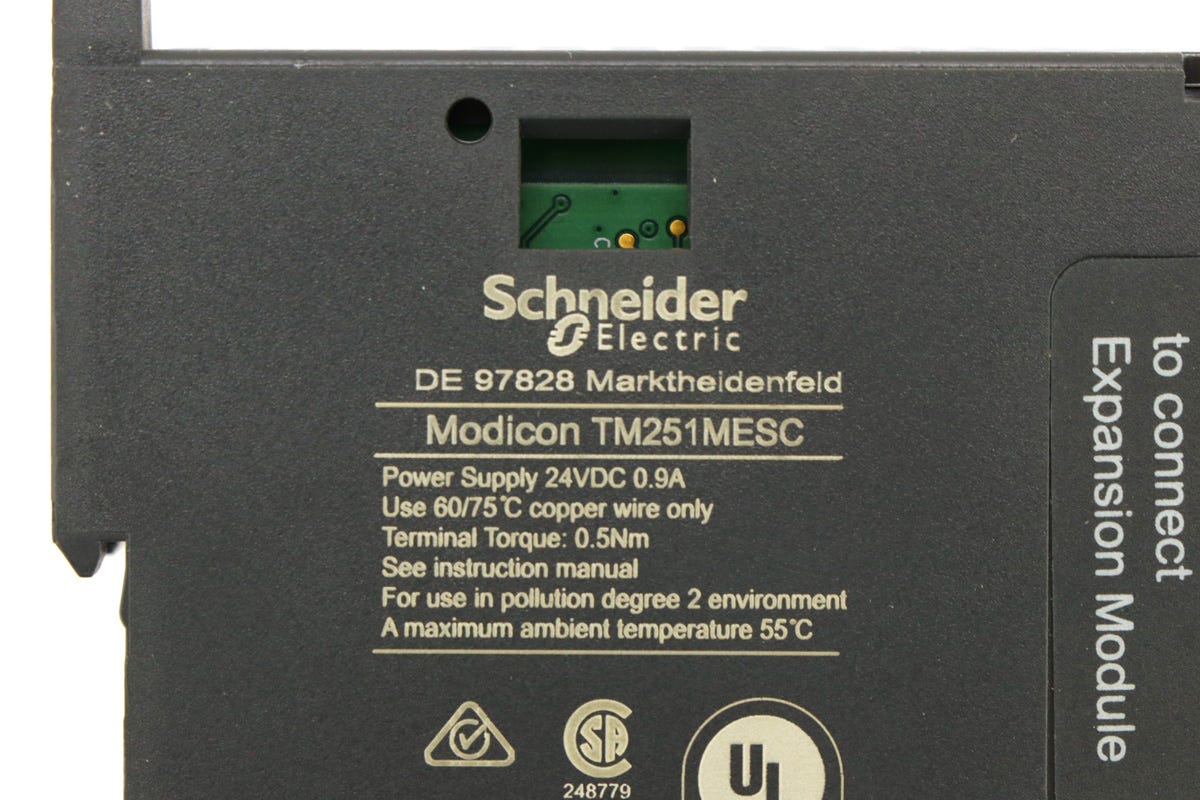 Schneider
Electric
DE 97828 Marktheidenfeld
Modicon TM251MESC
Power Supply 24VDC 0.9A
Use 60/75℃ copper wire only
Terminal Torque: 0.5Nm
See instruction manual
For use in pollution degree 2 environment
A maximum ambient temperature 55℃
SA
248779
UL
to connect
Expansion Module
C